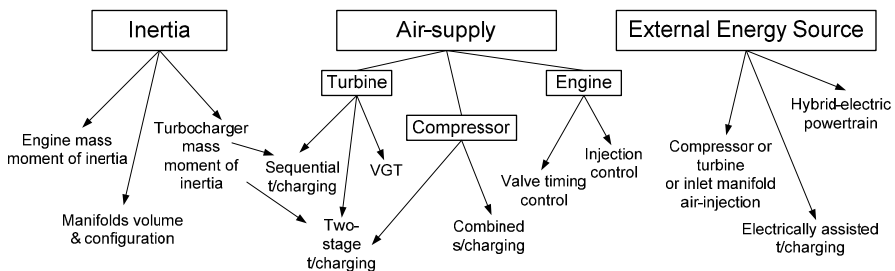 Inertia
Air-supply
External Energy Source
Turbine
Engine
Compressor
Engine mass
moment of inertia
Turbocharger
mass
moment of
inertia
Manifolds volume
& configuration
Sequential
t/charging
VGT
Two-
stage
t/charging
Combined
s/charging
Valve timing
control
Injection
control
Hybrid-electric
powertrain
Compressor or
turbine
or inlet manifold
air-injection
Electrically assisted
t/charging